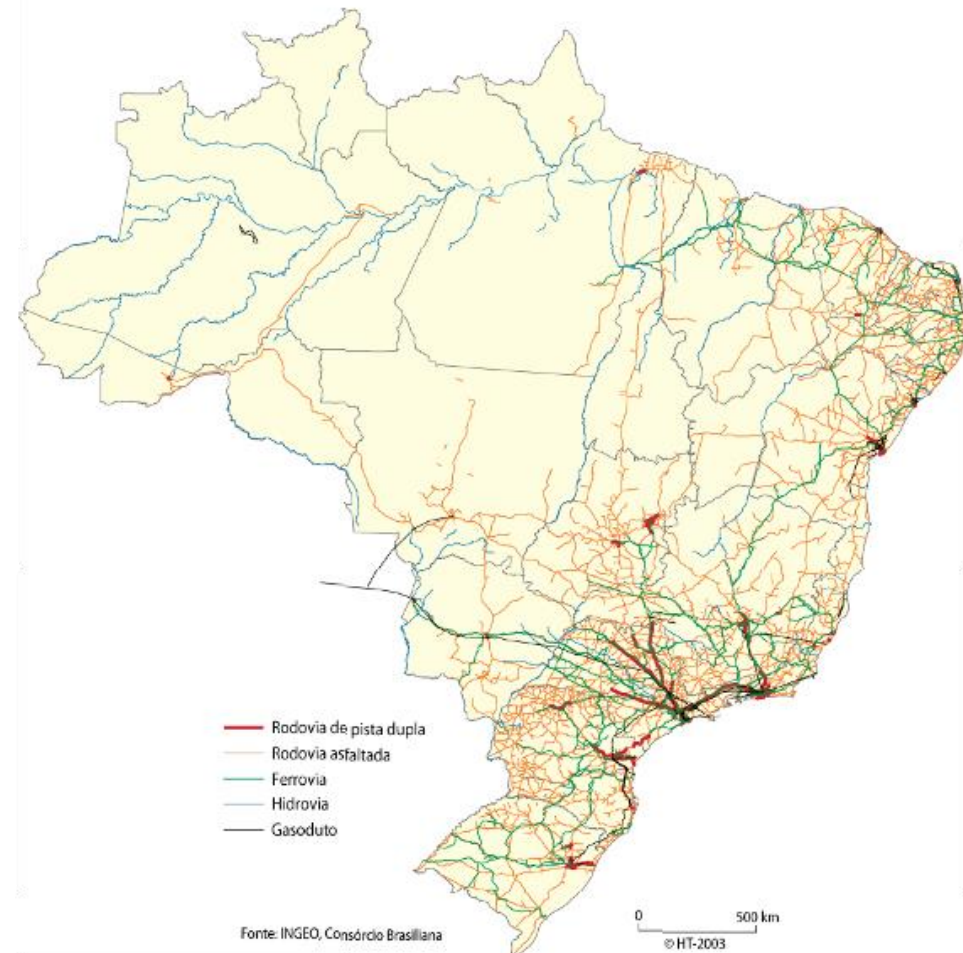 Rodovia de pista dupla
Rodovia asfaltada
Ferrovia
Hidrovia
Gasoduto
Fonte: INGEO, Consórcio Brasiliana
0 500 km
© HT-2003